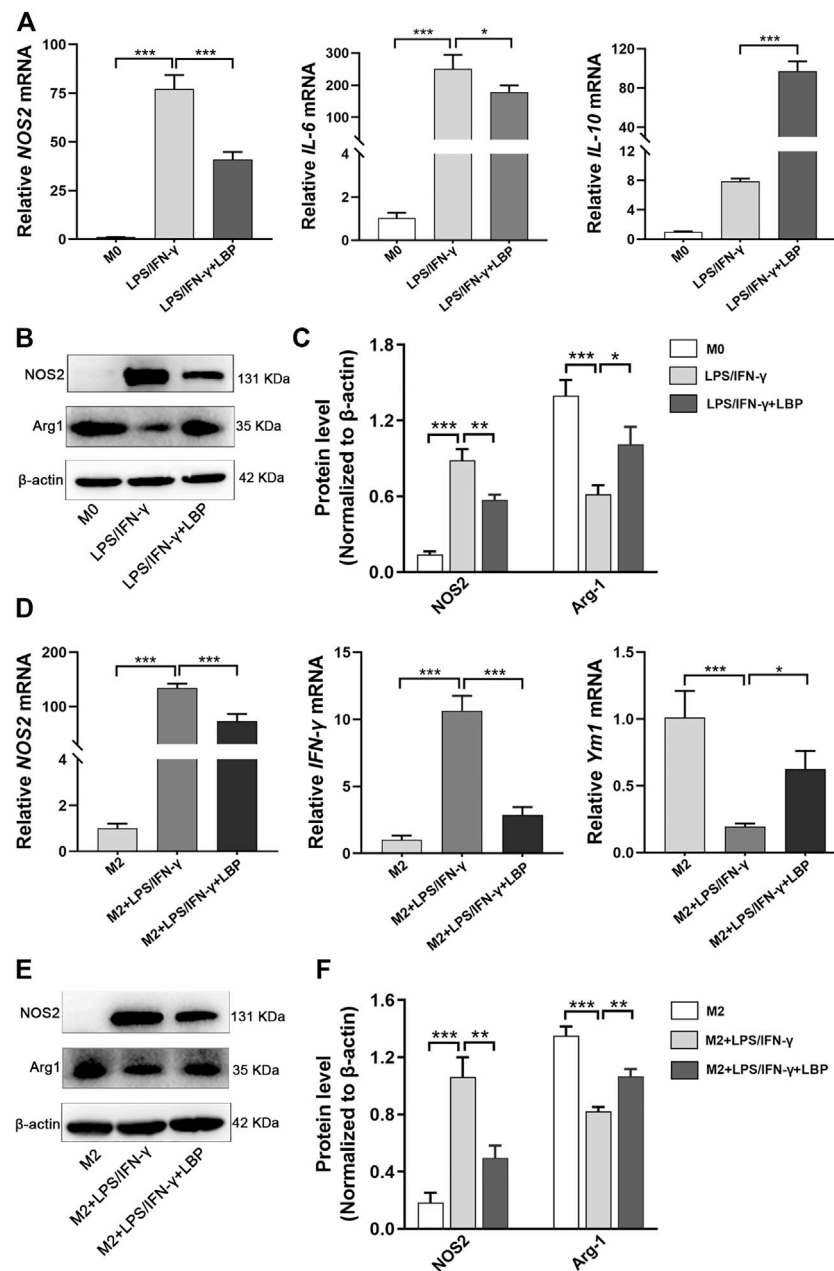 A
Relative NOS2 mRNA
100
75
50
25
0
*** ***
M0
LPS/IFN-γ
LPS/IFN-γ+LBP
Relative IL-6 mRNA
300
200
100
4
2
0
*** *
M0
LPS/IFN-γ
LPS/IFN-γ+LBP
Relative IL-10 mRNA
120
80
40
12
8
4
0
***
M0
LPS/IFN-γ
LPS/IFN-γ+LBP
B
NOS2 131 KDa
Arg1 35 KDa
β-actin 42 KDa
M0
LPS/IFN-γ
LPS/IFN-γ+LBP
C
Protein level
(Normalized to β-actin)
1.8
1.2
0.6
0.0
*** **
*** *
NOS2
Arg-1
M0
LPS/IFN-γ
LPS/IFN-γ+LBP
D
Relative NOS2 mRNA
200
150
100
50
4
2
0
*** ***
M2
M2+LPS/IFN-γ
M2+LPS/IFN-γ+LBP
Relative IFN-γ mRNA
15
10
5
0
*** ***
M2
M2+LPS/IFN-γ
M2+LPS/IFN-γ+LBP
Relative Ym1 mRNA
1.5
1.0
0.5
0.0
*** *
M2
M2+LPS/IFN-γ
M2+LPS/IFN-γ+LBP
E
NOS2 131 KDa
Arg1 35 KDa
β-actin 42 KDa
M2
M2+LPS/IFN-γ
M2+LPS/IFN-γ+LBP
F
Protein level
(Normalized to β-actin)
1.6
1.2
0.8
0.4
0.0
*** **
*** **
NOS2
Arg-1
M2
M2+LPS/IFN-γ
M2+LPS/IFN-γ+LBP